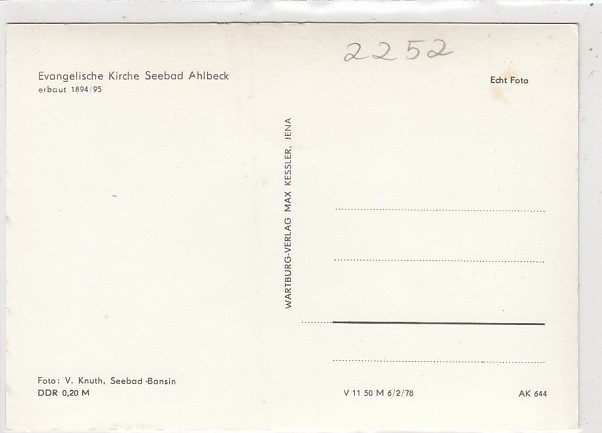 2252
Evangelische Kirche Seebad Ahlbeck
erbaut 1894/95
Echt Foto
WARTBURG-VERLAG MAX KESSLER, JENA
Foto: V. Knuth, Seebad-Bansin
DDR 0,20 M
V 11 50 M 6/2/78
AK 644